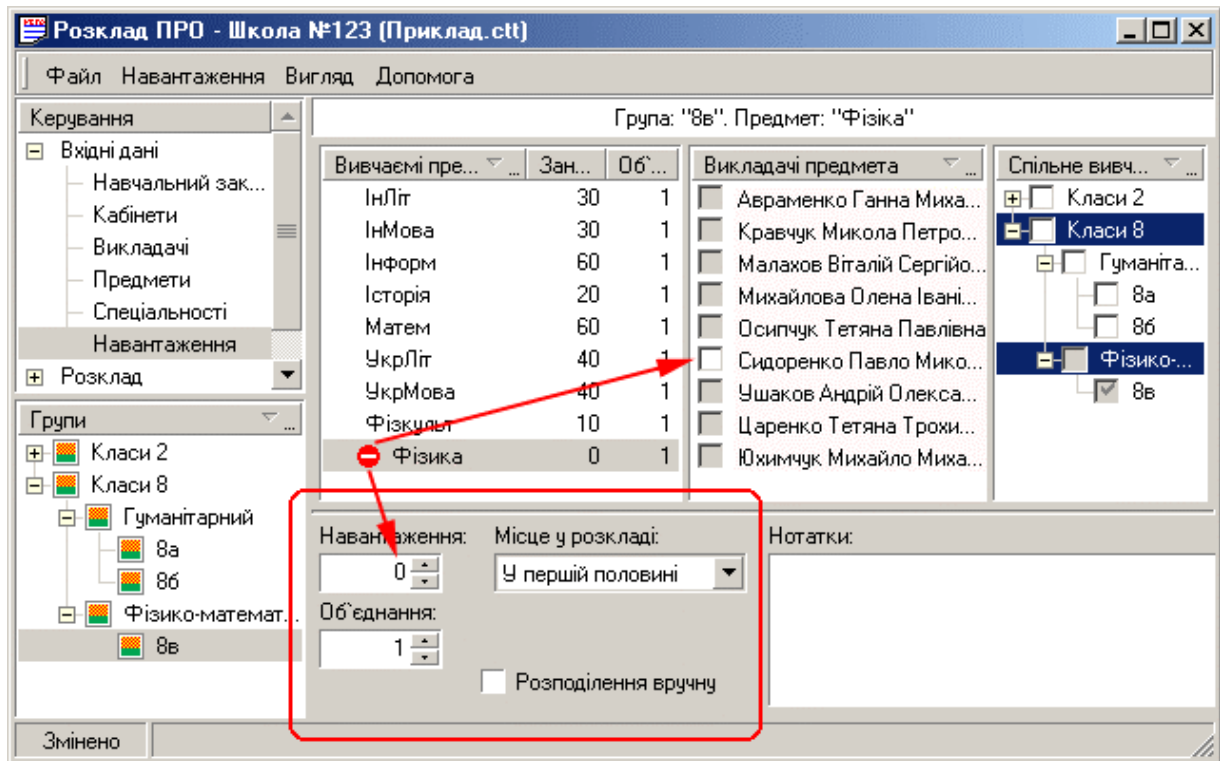 Розклад ПРО - Школа №123 (Приклад.ctt)
Файл Навантаження Вигляд Допомога
Керування
Вхідні дані
Навчальний зак...
Кабінети
Викладачі
Предмети
Спеціальності
Навантаження
Розклад
Групи
Класи 2
Класи 8
Гуманітарний
8а
8б
Фізико-математ...
8в
Група: "8в". Предмет: "Фізіка"
Вивчаємі пре... Зан... Об`...
ІнЛіт 30 1
ІнМова 30 1
Інформ 60 1
Історія 20 1
Матем 60 1
УкрЛіт 40 1
УкрМова 40 1
Фізкульт 10 1
Фізика 0 1
Викладачі предмета
Авраменко Ганна Миха...
Кравчук Микола Петро...
Малахов Віталій Сергійо...
Михайлова Олена Івані...
Осипчук Тетяна Павлівна
Сидоренко Павло Мико...
Ушаков Андрій Олекса...
Царенко Тетяна Трохи...
Юхимчук Михайло Миха...
Спільне вивч...
Класи 2
Класи 8
Гуманіта...
8а
8б
Фізико-...
8в
Навантаження: Місце у розкладі: Нотатки:
0 У першій половині
Об`єднання:
1
Розподілення вручну
Змінено